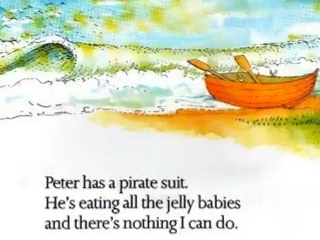 Peter has a pirate suit.
He's eating all the jelly babies
and there's nothing I can do.